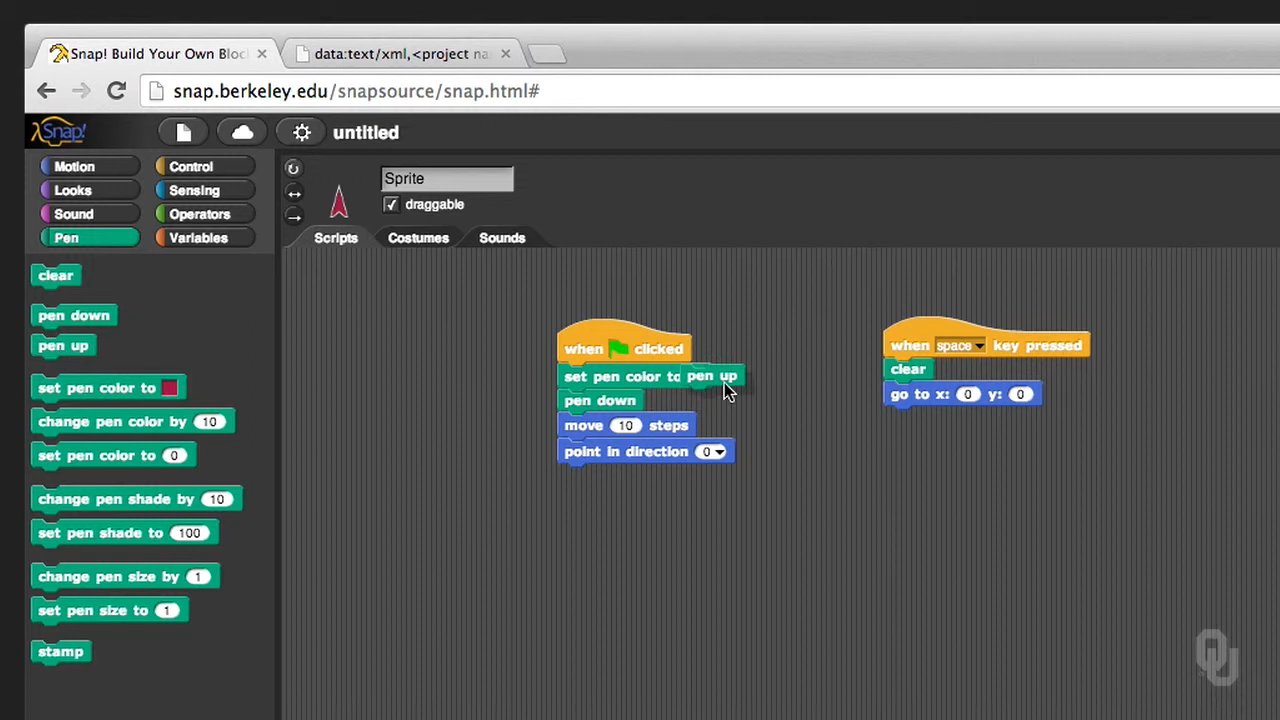 Snap! Build Your Own Bloc
data:text/xml,<project na
snap.berkeley.edu/snapsource/snap.html#
λSnap!
untitled
Motion
Control
Looks
Sensing
Sound
Operators
Pen
Variables
Sprite
draggable
Scripts
Costumes
Sounds
clear
pen down
pen up
set pen color to
change pen color by 10
set pen color to 0
change pen shade by 10
set pen shade to 100
change pen size by 1
set pen size to 1
stamp
when clicked
set pen color to
pen up
pen down
move 10 steps
point in direction 0
when space key pressed
clear
go to x: 0 y: 0
OU